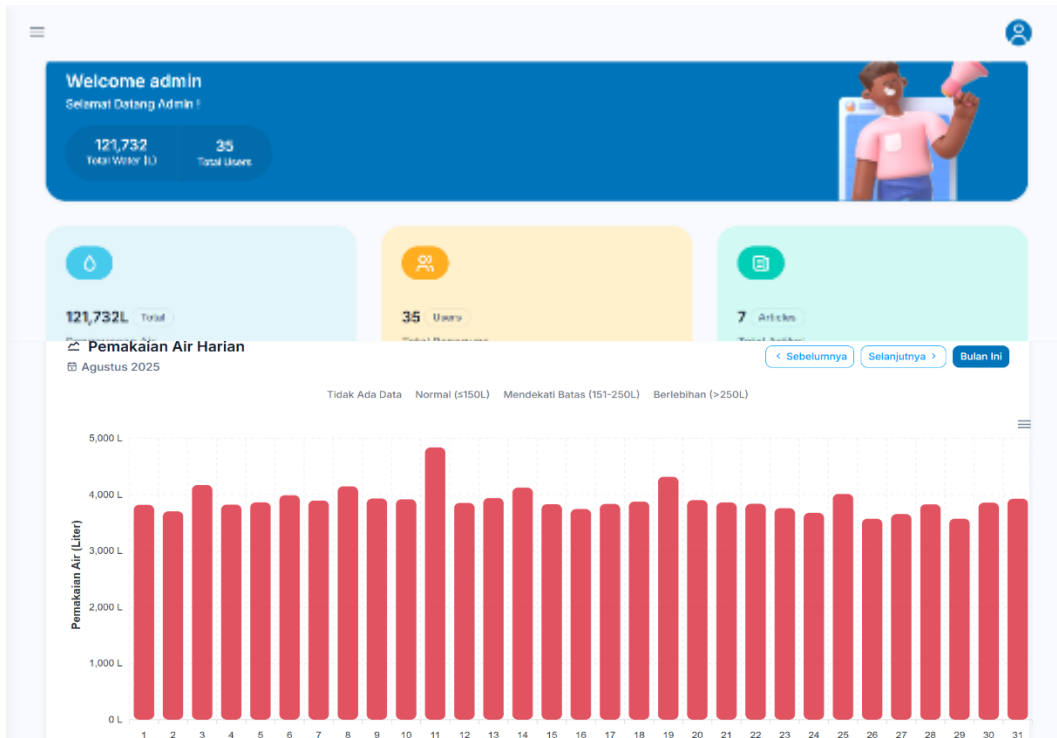 Welcome admin
Selamat Datang Admin !
121,732 35
Total Water (L) Total Users
121,732L Total 35 Users 7 Articles
Pemakaian Air Harian
Agustus 2025
Sebelumnya Selanjutnya Bulan Ini
Tidak Ada Data Normal (≤150L) Mendekati Batas (151-250L) Berlebihan (>250L)
5,000 L
4,000 L
3,000 L
2,000 L
1,000 L
0 L
Pemakaian Air (Liter)
1 2 3 4 5 6 7 8 9 10 11 12 13 14 15 16 17 18 19 20 21 22 23 24 25 26 27 28 29 30 31